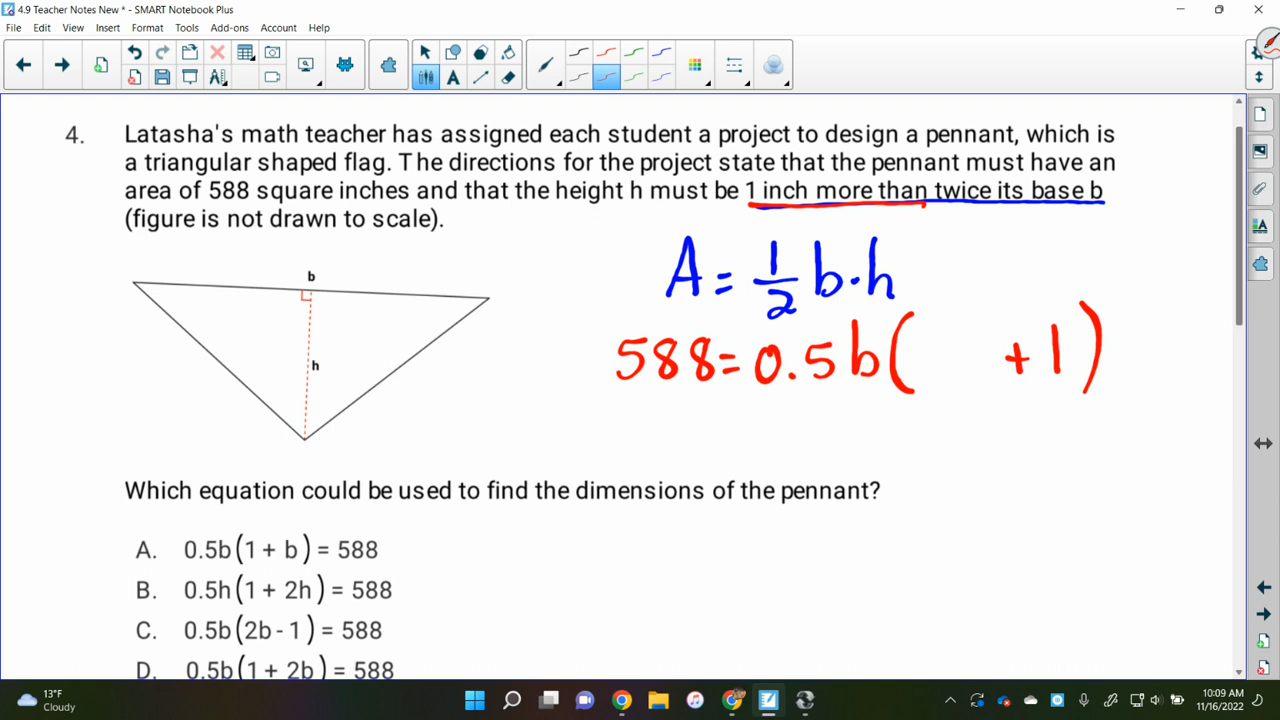 4.9 Teacher Notes New * - SMART Notebook Plus
File Edit View Insert Format Tools Add-ons Account Help
4. Latasha's math teacher has assigned each student a project to design a pennant, which is
a triangular shaped flag. The directions for the project state that the pennant must have an
area of 588 square inches and that the height h must be 1 inch more than twice its base b
(figure is not drawn to scale).
A = 1/2 b·h
588 = 0.5b( +1)
b
h
Which equation could be used to find the dimensions of the pennant?
A. 0.5b(1 + b) = 588
B. 0.5h(1 + 2h) = 588
C. 0.5b(2b - 1) = 588
D. 0.5b(1 + 2b) = 588
13°F
Cloudy
10:09 AM
11/16/2022